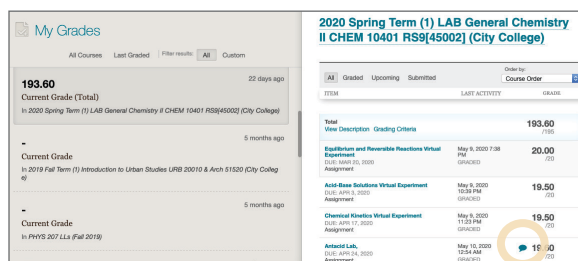 My Grades
All Courses Last Graded Filter results: All Custom
193.60
22 days ago
Current Grade (Total)
In 2020 Spring Term (1) LAB General Chemistry II CHEM 10401 RS9[45002] (City College)
-
5 months ago
Current Grade
In 2019 Fall Term (1) Introduction to Urban Studies URB 20010 & Arch 51520 (City Colleg
e)
-
5 months ago
Current Grade
In PHYS 207 LLs (Fall 2019)
2020 Spring Term (1) LAB General Chemistry
II CHEM 10401 RS9[45002] (City
College)
Order by:
All Graded Upcoming Submitted Course Order
ITEM LAST ACTIVITY GRADE
Total
View Description Grading Criteria
193.60
/195
Equilibrium and Reversible Reactions Virtual
Experiment
DUE: MAR 20, 2020
Assignment
May 9, 2020 7:38
PM
GRADED
20.00
/20
Acid-Base Solutions Virtual Experiment
DUE: APR 3, 2020
Assignment
May 9, 2020
10:39 PM
GRADED
19.50
/20
Chemical Kinetics Virtual Experiment
DUE: APR 17, 2020
Assignment
May 9, 2020
11:23 PM
GRADED
19.50
/20
Antacid Lab,
DUE: APR 24, 2020
Assignment
May 10, 2020
12:54 AM
GRADED
19.60
/20